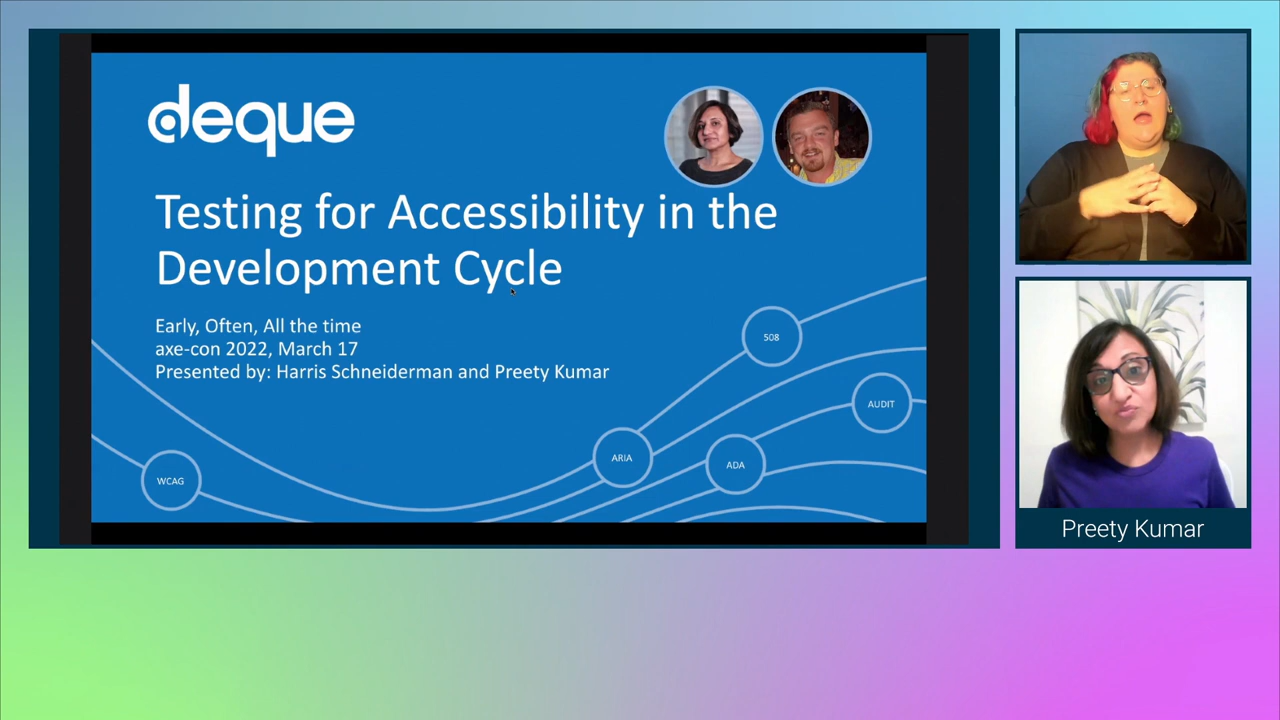 deque
Testing for Accessibility in the
Development Cycle
Early, Often, All the time
axe-con 2022, March 17
Presented by: Harris Schneiderman and Preety Kumar
508
AUDIT
ARIA
ADA
WCAG
Preety Kumar